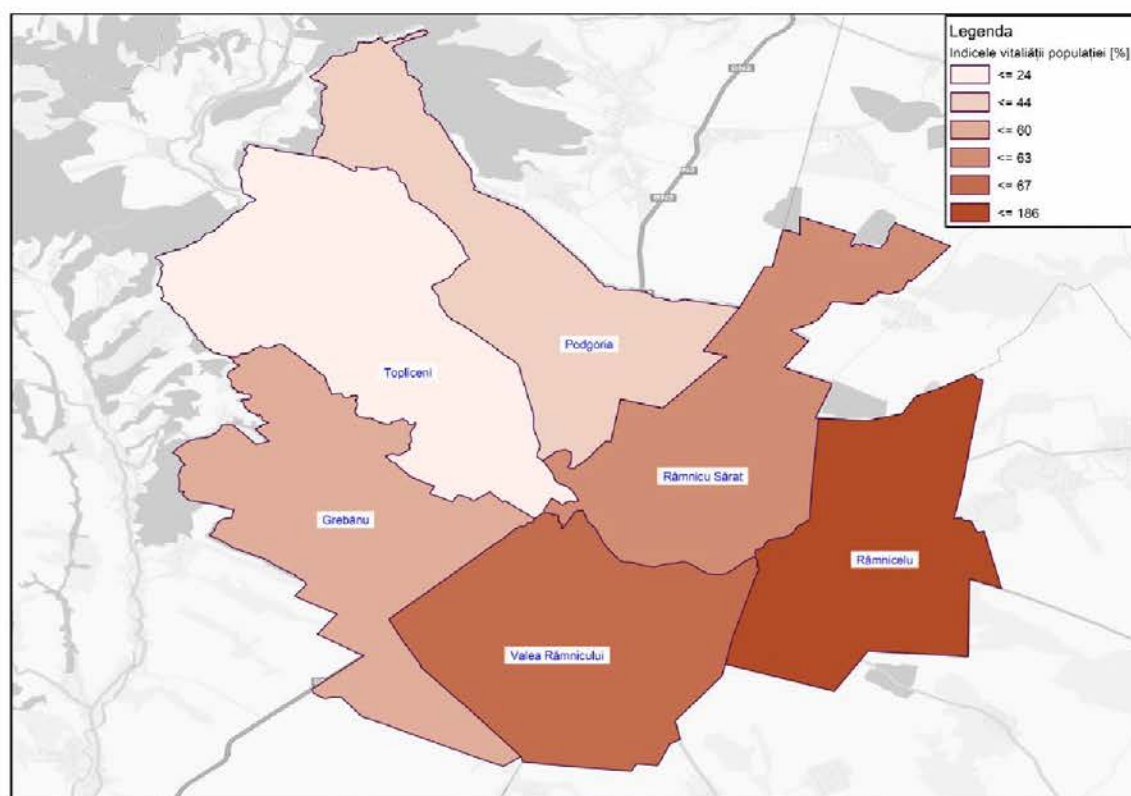 Legenda
Indicele vitalității populației [%]
<= 24
<= 44
<= 60
<= 63
<= 67
<= 186
Podgoria
Topliceni
Râmnicu Sărat
Grebănu
Râmnicelu
Valea Râmnicului